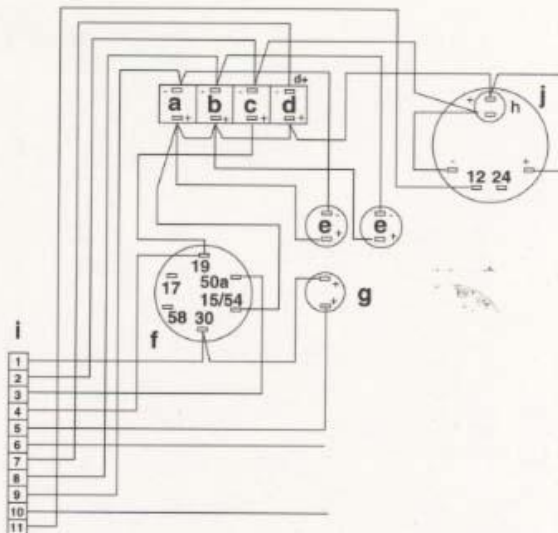 d+
- - - -
a b c d
+ + + +
+ h j
- 12 24 +
e - e -
+ +
19
17 50a
15/54
58 30
f
+
+
g
i
1
2
3
4
5
6
7
8
9
10
11